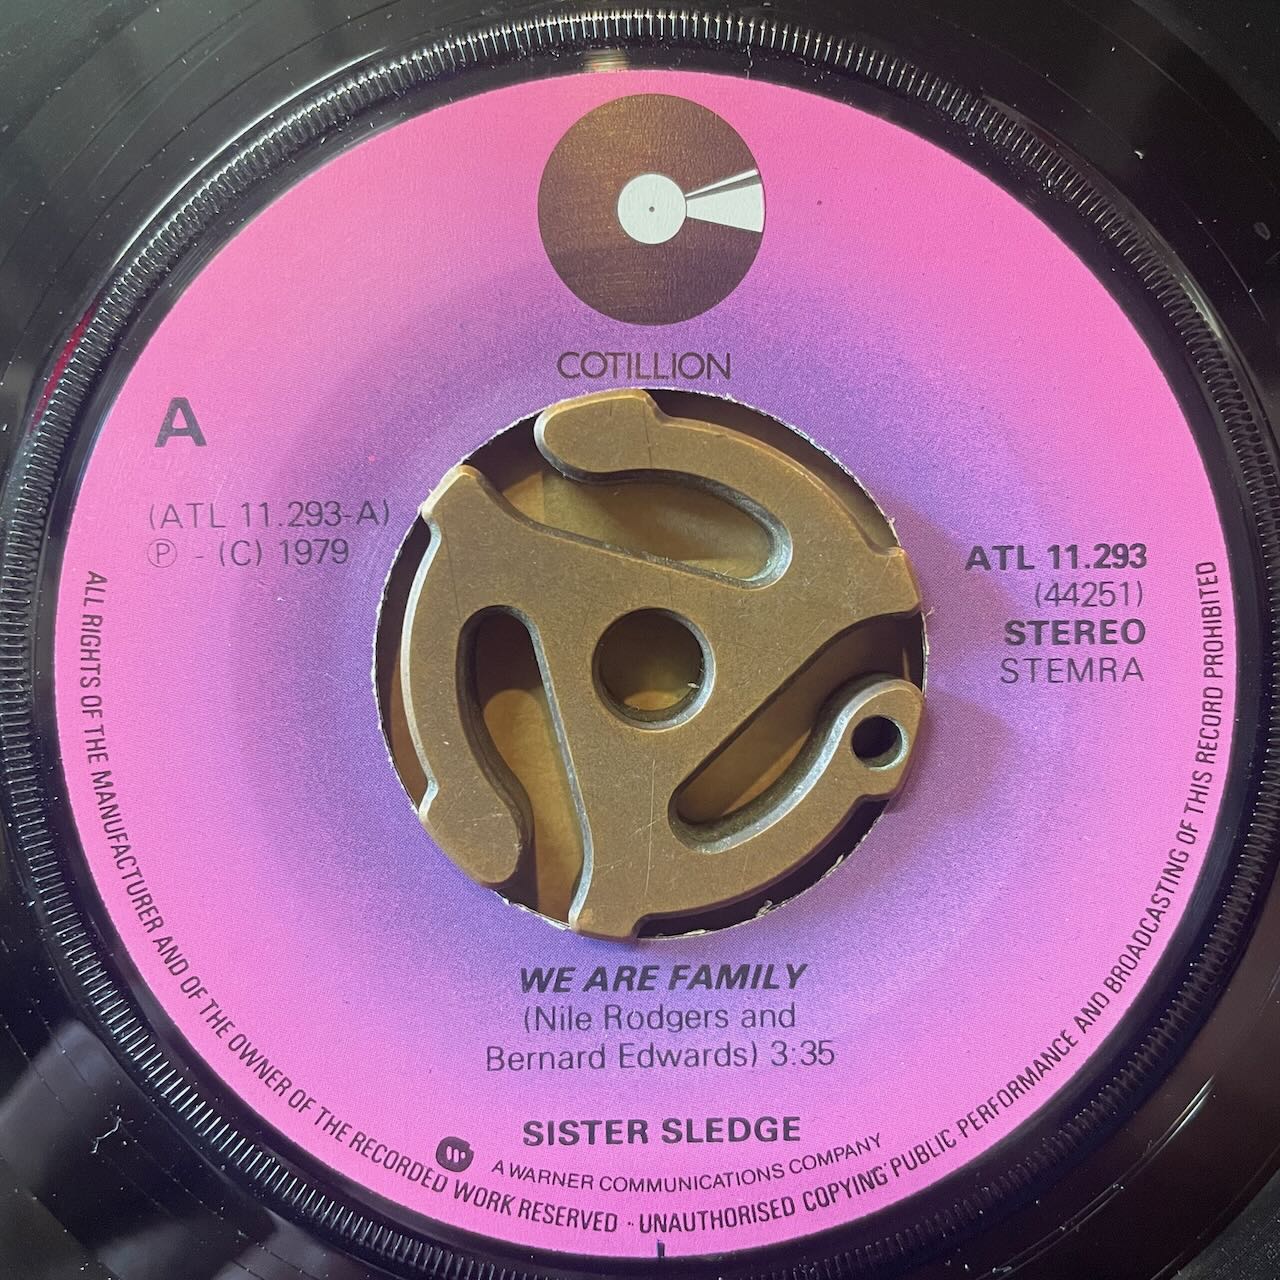 COTILLION
A
(ATL 11.293-A)
℗ - (C) 1979
ATL 11.293
(44251)
STEREO
STEMRA
WE ARE FAMILY
(Nile Rodgers and
Bernard Edwards) 3:35
SISTER SLEDGE
A WARNER COMMUNICATIONS COMPANY
ALL RIGHTS OF THE MANUFACTURER AND OF THE OWNER OF THE RECORDED WORK RESERVED · UNAUTHORISED COPYING PUBLIC PERFORMANCE AND BROADCASTING OF THIS RECORD PROHIBITED